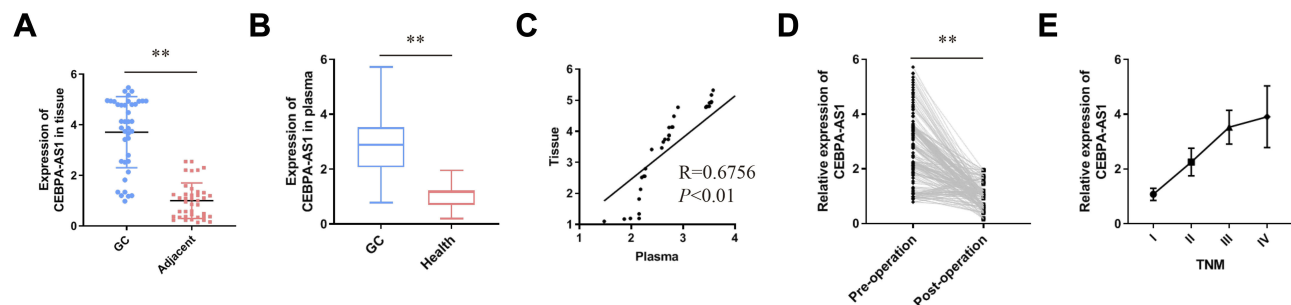 A
**
Expression of
CEBPA-AS1 in tissue
6
4
2
0
GC
Adjacent
B
**
Expression of
CEBPA-AS1 in plasma
6
4
2
0
GC
Health
C
Tissue
6
5
4
3
2
1
1
2
3
4
Plasma
R=0.6756
P<0.01
D
**
Relative expression of
CEBPA-AS1
6
4
2
0
Pre-operation
Post-operation
E
Relative expression of
CEBPA-AS1
6
4
2
0
I
II
III
IV
TNM